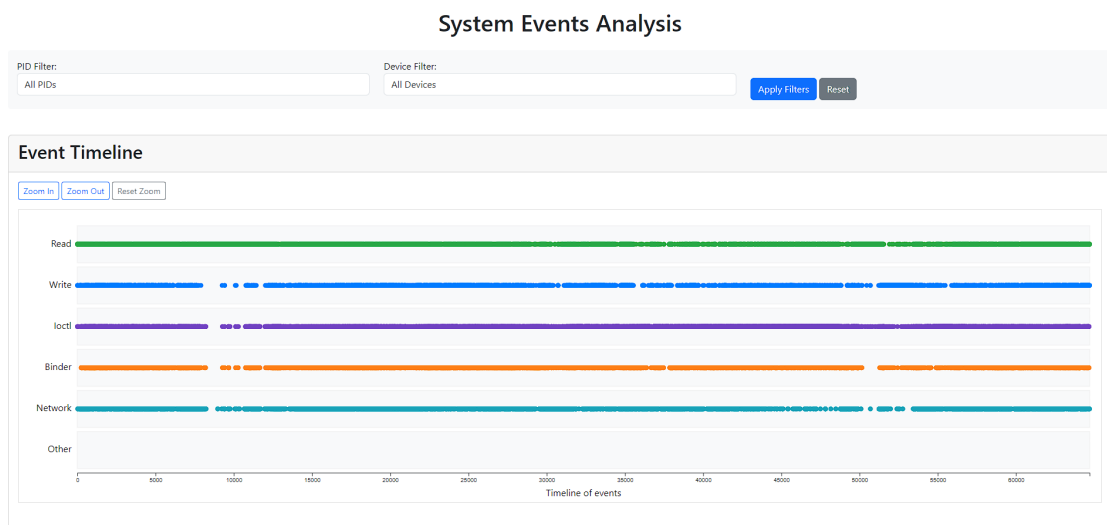 System Events Analysis
PID Filter:
All PIDs
Device Filter:
All Devices
Apply Filters
Reset
Event Timeline
Zoom In
Zoom Out
Reset Zoom
Read
Write
Ioctl
Binder
Network
Other
0 5000 10000 15000 20000 25000 30000 35000 40000 45000 50000 55000 60000
Timeline of events